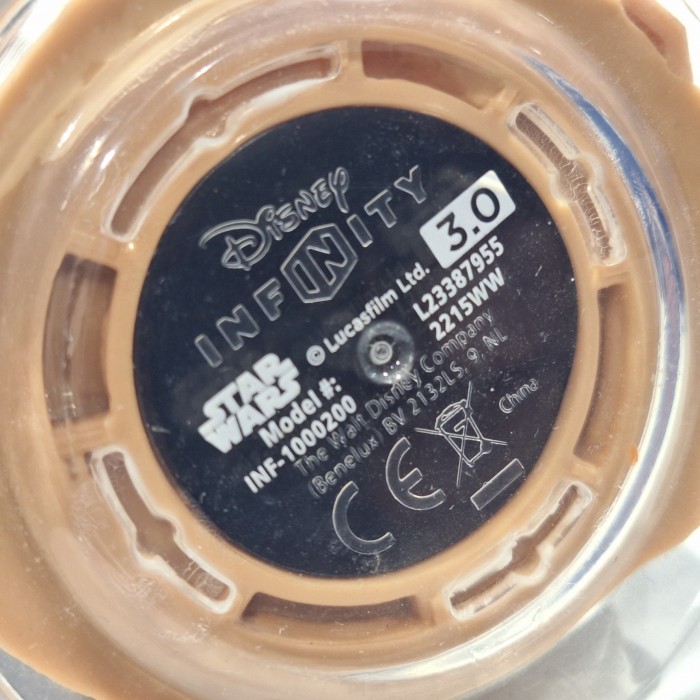 DISNEY
INFINITY
3.0
STAR
WARS
© Lucasfilm Ltd.
L23387955
2215WW
Model #:
INF-1000200
The Walt Disney Company
(Benelux) BV 2132LS, 9, NL
CE
China